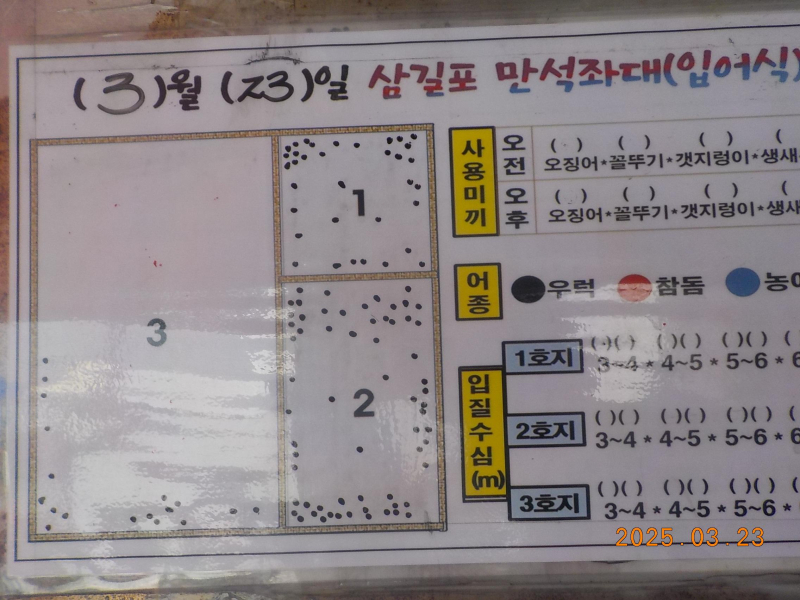 (3)월 (23)일 삼길포 만석좌대(입어식)
1
3
2
사용미끼
오전
( ) ( ) ( ) (
오징어*꼴뚜기*갯지렁이*생새
오후
( ) ( ) ( ) (
오징어*꼴뚜기*갯지렁이*생새
어종
우럭 참돔 농어
입질수심(m)
1호지
( )( ) ( )( ) ( )( ) (
3~4 * 4~5 * 5~6 * 6
2호지
( )( ) ( )( ) ( )( ) (
3~4 * 4~5 * 5~6 * 6
3호지
( )( ) ( )( ) ( )( ) (
3~4 * 4~5 * 5~6 *
2025.03.23